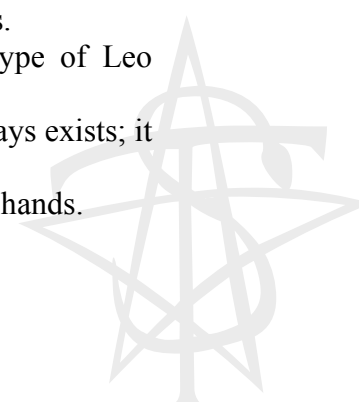 s.
ype of Leo
ays exists; it
hands.